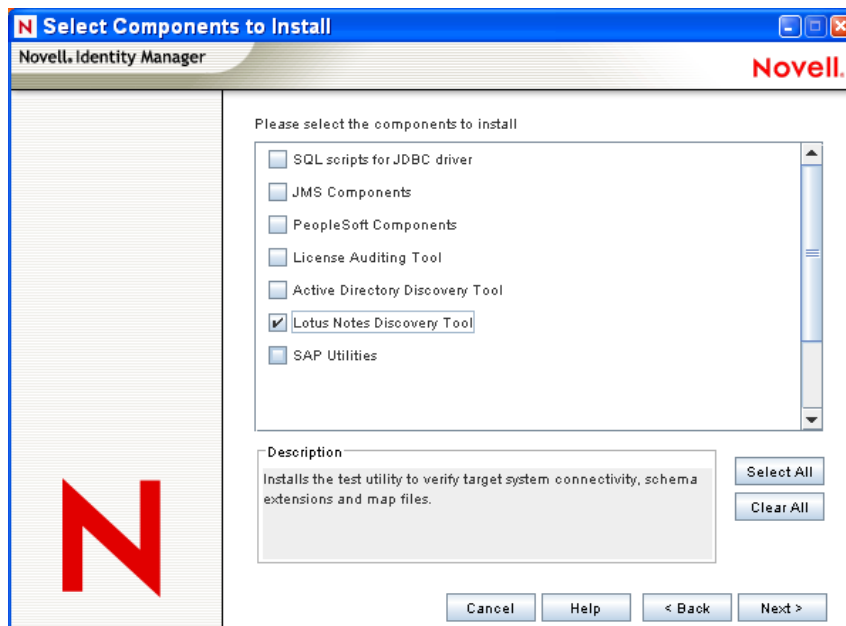 N Select Components to Install
Novell. Identity Manager
Novell.
Please select the components to install
SQL scripts for JDBC driver
JMS Components
PeopleSoft Components
License Auditing Tool
Active Directory Discovery Tool
Lotus Notes Discovery Tool
SAP Utilities
Description
Installs the test utility to verify target system connectivity, schema
extensions and map files.
Select All
Clear All
N
Cancel Help < Back Next >